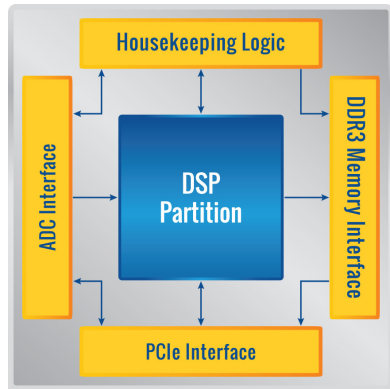 Housekeeping Logic
ADC Interface
DSP
Partition
DDR3 Memory Interface
PCIe Interface